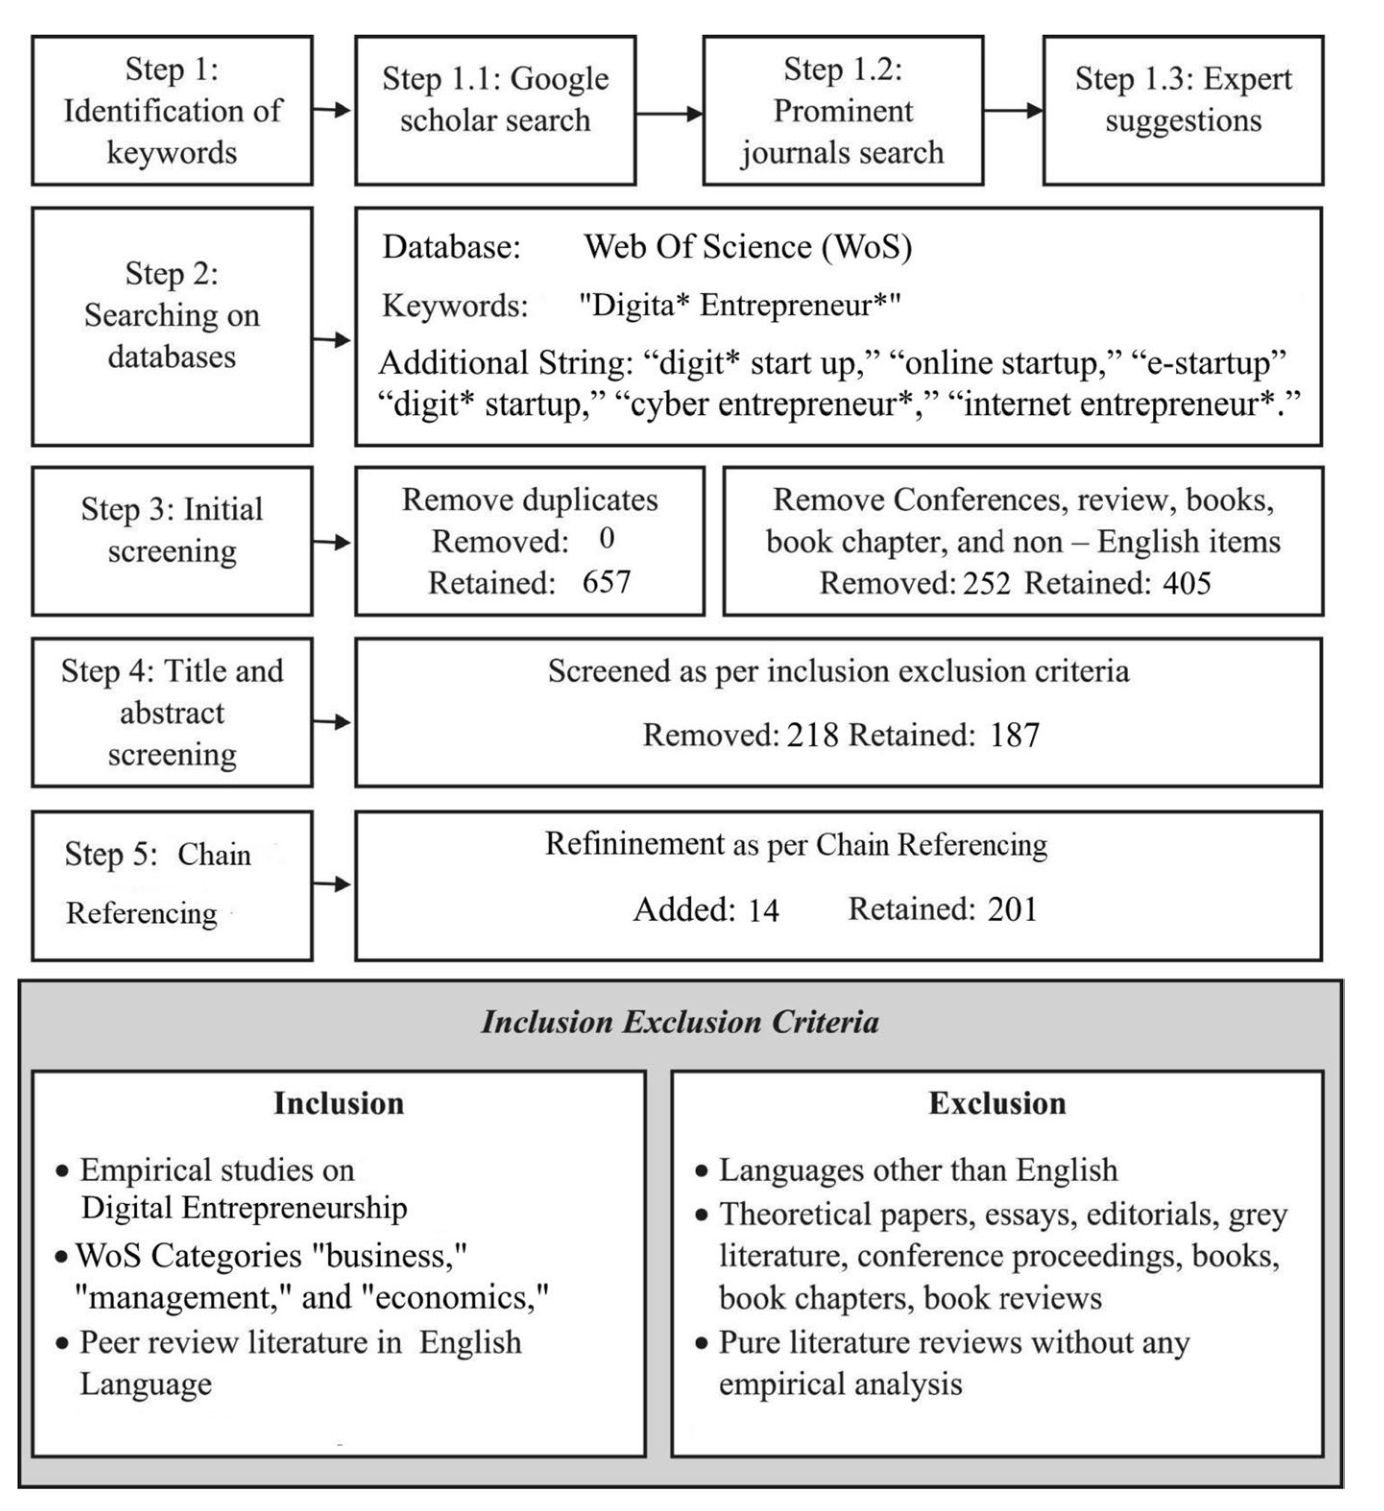 Step 1:
Identification of
keywords
Step 1.1: Google
scholar search
Step 1.2:
Prominent
journals search
Step 1.3: Expert
suggestions
Step 2:
Searching on
databases
Database: Web Of Science (WoS)
Keywords: "Digita* Entrepreneur*"
Additional String: “digit* start up,” “online startup,” “e-startup”
“digit* startup,” “cyber entrepreneur*,” “internet entrepreneur*.”
Step 3: Initial
screening
Remove duplicates
Removed: 0
Retained: 657
Remove Conferences, review, books,
book chapter, and non – English items
Removed: 252 Retained: 405
Step 4: Title and
abstract
screening
Screened as per inclusion exclusion criteria
Removed: 218 Retained: 187
Step 5: Chain
Referencing
Refininement as per Chain Referencing
Added: 14 Retained: 201
Inclusion Exclusion Criteria
Inclusion
• Empirical studies on
Digital Entrepreneurship
• WoS Categories "business,"
"management," and "economics,"
• Peer review literature in English
Language
Exclusion
• Languages other than English
• Theoretical papers, essays, editorials, grey
literature, conference proceedings, books,
book chapters, book reviews
• Pure literature reviews without any
empirical analysis